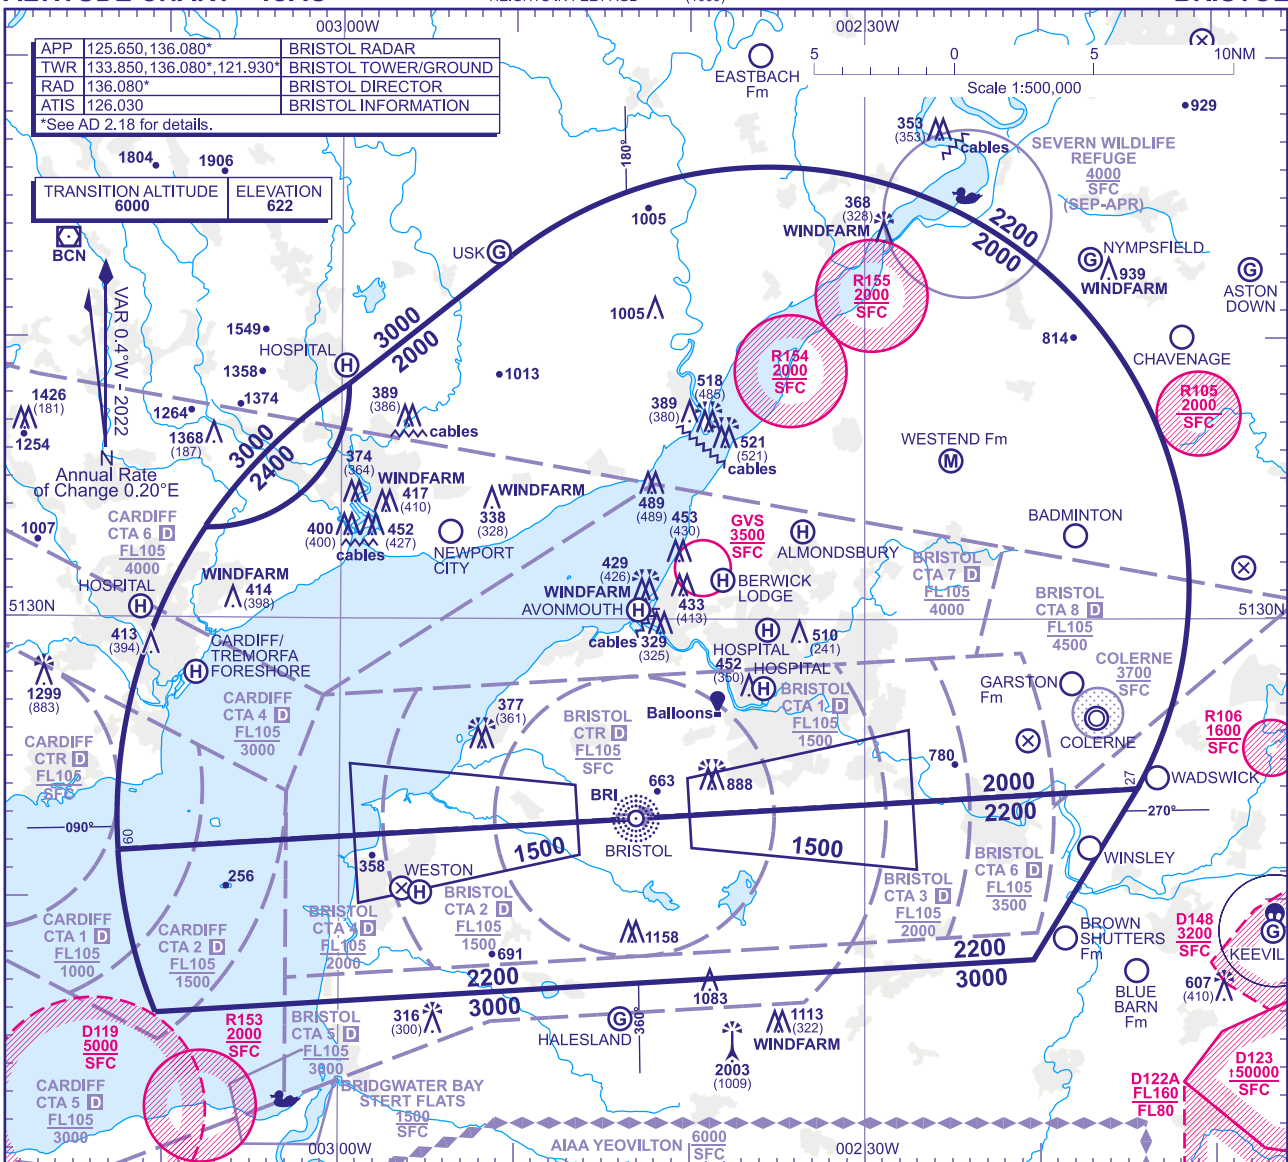 003°00'W
002°30'W
5
0
5
10NM
Scale 1:500,000
APP 125.650,136.080* BRISTOL RADAR
TWR 133.850,136.080*,121.930* BRISTOL TOWER/GROUND
RAD 136.080* BRISTOL DIRECTOR
ATIS 126.030 BRISTOL INFORMATION
*See AD 2.18 for details.
EASTBACH
Fm
929
353
(353)
cables
SEVERN WILDLIFE
REFUGE
4000
SFC
(SEP-APR)
180°
1804
1906
TRANSITION ALTITUDE
6000
ELEVATION
622
BCN
USK
G
1005
368
(328)
WINDFARM
2200
2000
G
NYMPSFIELD
939
WINDFARM
G
ASTON
DOWN
VAR 0.4°W - 2022
N
Annual Rate
of Change 0.20°E
1549
1358
HOSPITAL
H
3000
2000
1005
R155
2000
SFC
R154
2000
SFC
814
CHAVENAGE
R105
2000
SFC
1426
(181)
1254
1264
1374
1368
(187)
3000
2400
1013
389
(386)
cables
518
(485)
389
(380)
521
(521)
cables
WESTEND Fm
M
374
(364)
WINDFARM
417
(410)
WINDFARM
338
(328)
489
(489)
1007
CARDIFF
CTA 6 D
FL105
4000
400
(400)
452
(427)
cables
NEWPORT
CITY
453
(430)
GVS
3500
SFC
H
ALMONDSBURY
BADMINTON
BRISTOL
CTA 7 D
FL105
4000
HOSPITAL
H
WINDFARM
414
(398)
429
(426)
WINDFARM
AVONMOUTH
H
H
BERWICK
LODGE
433
(413)
BRISTOL
CTA 8 D
FL105
4500
5130N
5130N
413
(394)
H
CARDIFF/
TREMORFA
FORESHORE
cables
329
(325)
H
HOSPITAL
510
(241)
452
(350)
HOSPITAL
H
1299
(883)
CARDIFF
CTA 4 D
FL105
3000
377
(361)
Balloons
BRISTOL
CTA 1 D
FL105
1500
GARSTON
Fm
COLERNE
3700
SFC
COLERNE
R106
1600
SFC
CARDIFF
CTR D
FL105
SFC
BRISTOL
CTR D
FL105
SFC
780
663
888
BRI
BRISTOL
2000
2200
27
WADSWICK
270°
090°
09
1500
1500
358
WESTON
H
256
WINSLEY
BRISTOL
CTA 6 D
FL105
3500
BRISTOL
CTA 3 D
FL105
2000
BRISTOL
CTA 2 D
FL105
1500
BRISTOL
CTA 4 D
FL105
2000
CARDIFF
CTA 1 D
FL105
1000
CARDIFF
CTA 2 D
FL105
1500
1158
691
BROWN
SHUTTERS
Fm
D148
3200
SFC
G
KEEVIL
2200
3000
2200
3000
1083
BLUE
BARN
Fm
607
(410)
D119
5000
SFC
R153
2000
SFC
BRISTOL
CTA 5 D
FL105
3000
316
(300)
HALESLAND
G
360°
2003
(1009)
1113
(322)
WINDFARM
CARDIFF
CTA 5 D
FL105
3000
BRIDGWATER BAY
STERT FLATS
1500
SFC
D122A
FL160
FL80
D123
↑50000
SFC
003°00'W
AIAA YEOVILTON
6000
SFC
002°30'W